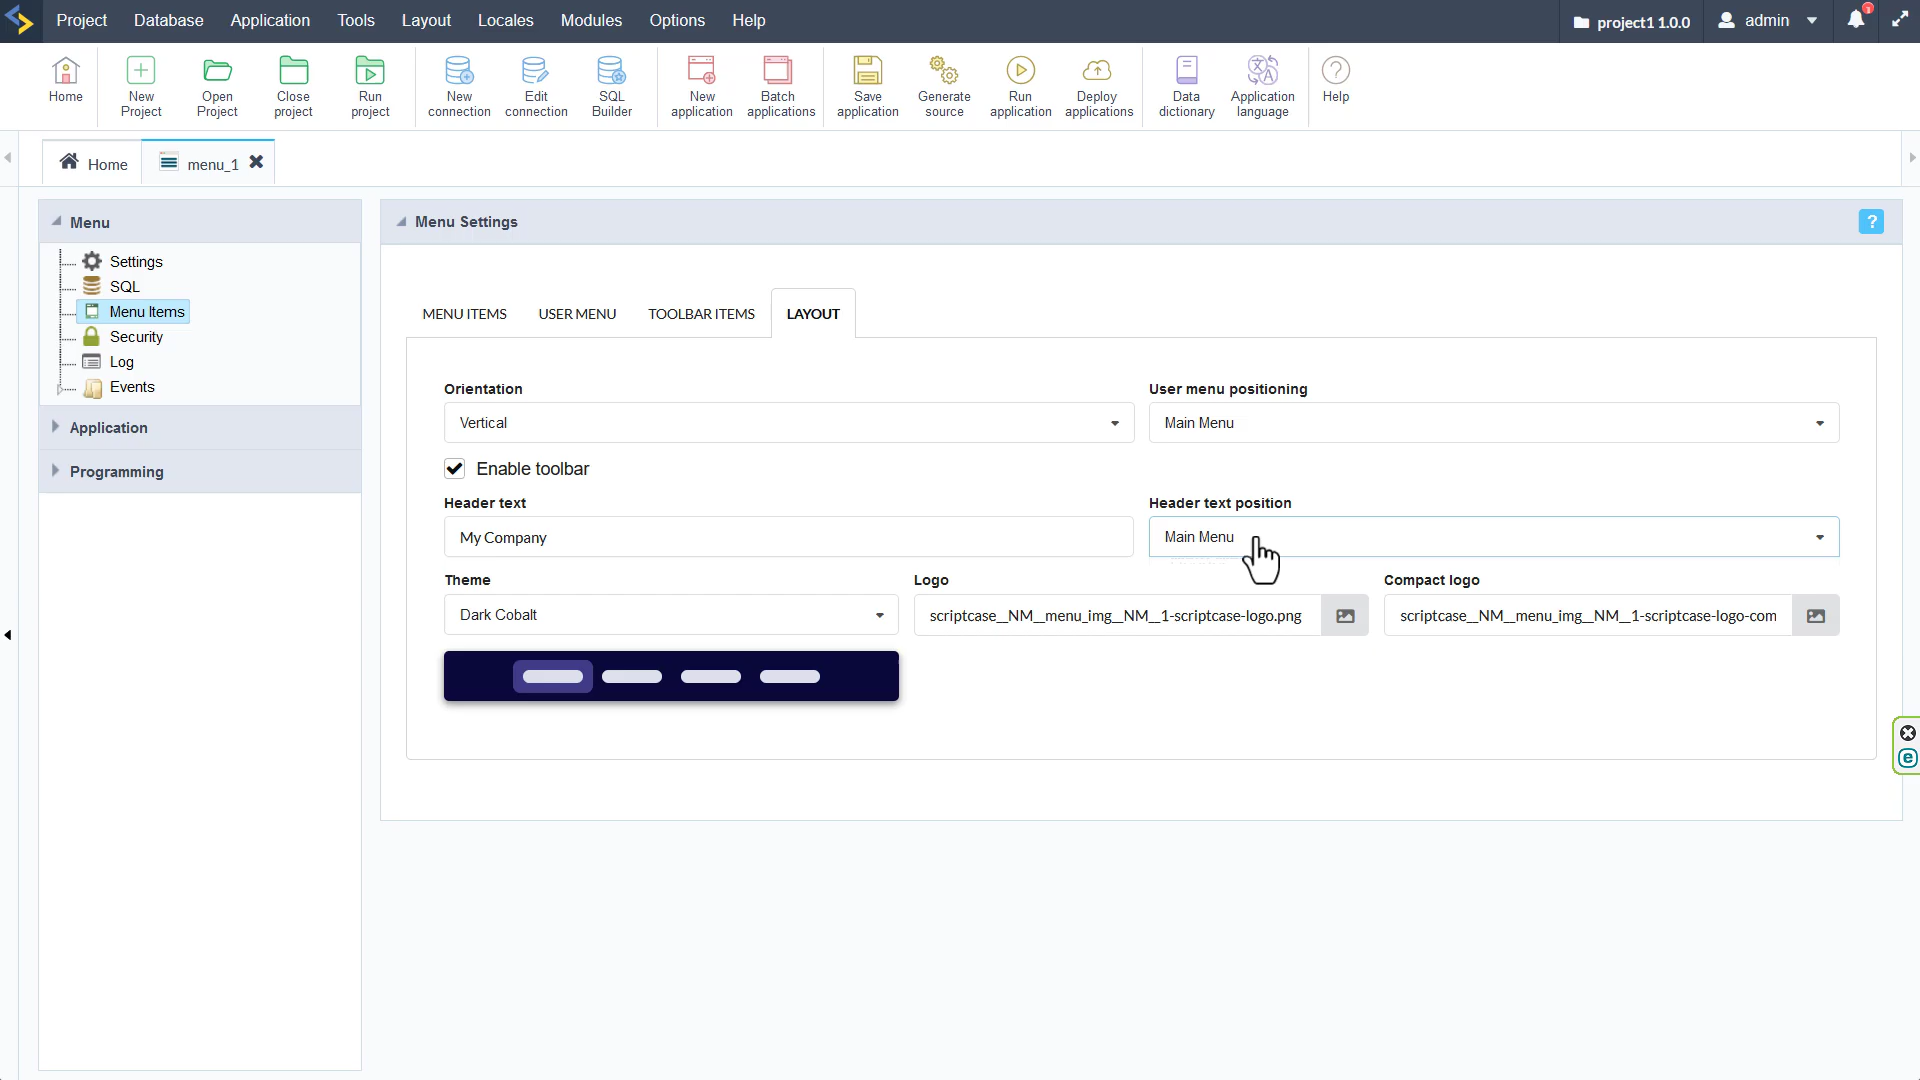 Project Database Application Tools Layout Locales Modules Options Help project1 1.0.0 admin 1
Home
New Project
Open Project
Close project
Run project
New connection
Edit connection
SQL Builder
New application
Batch applications
Save application
Generate source
Run application
Deploy applications
Data dictionary
Application language
Help
Home menu_1
Menu
Settings
SQL
Menu Items
Security
Log
Events
Application
Programming
Menu Settings ?
MENU ITEMS USER MENU TOOLBAR ITEMS LAYOUT
Orientation User menu positioning
Vertical Main Menu
Enable toolbar
Header text Header text position
My Company Main Menu
Theme Logo Compact logo
Dark Cobalt scriptcase__NM__menu_img__NM__1-scriptcase-logo.png scriptcase__NM__menu_img__NM__1-scriptcase-logo-com